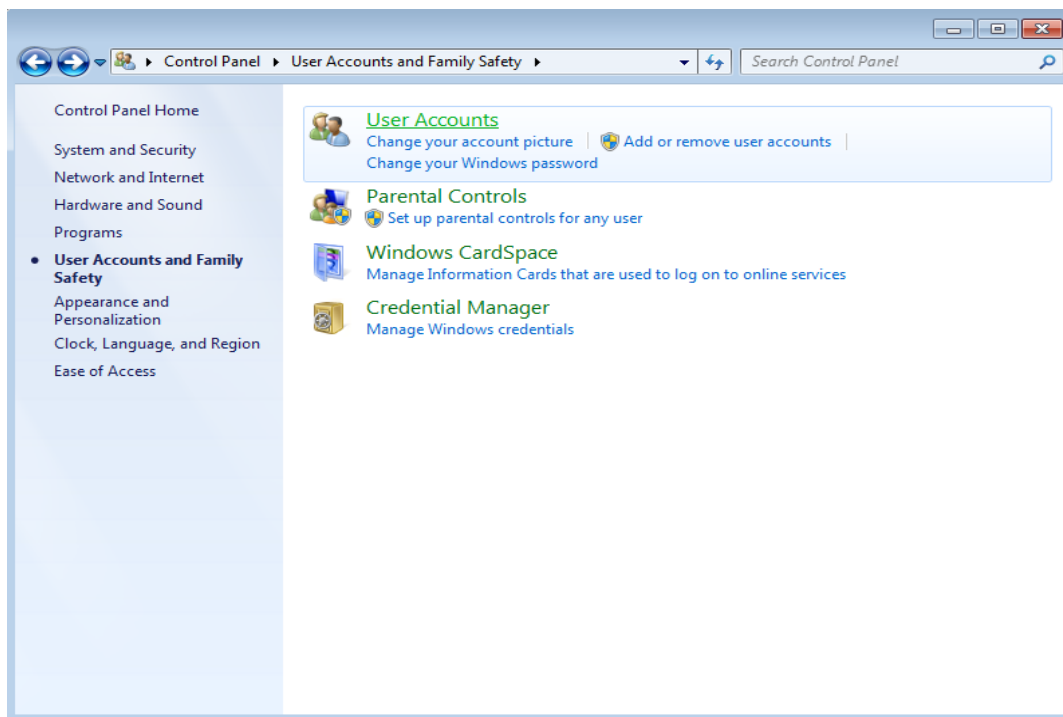 Control Panel User Accounts and Family Safety Search Control Panel
Control Panel Home
System and Security
Network and Internet
Hardware and Sound
Programs
User Accounts and Family
Safety
Appearance and
Personalization
Clock, Language, and Region
Ease of Access
User Accounts
Change your account picture Add or remove user accounts
Change your Windows password
Parental Controls
Set up parental controls for any user
Windows CardSpace
Manage Information Cards that are used to log on to online services
Credential Manager
Manage Windows credentials